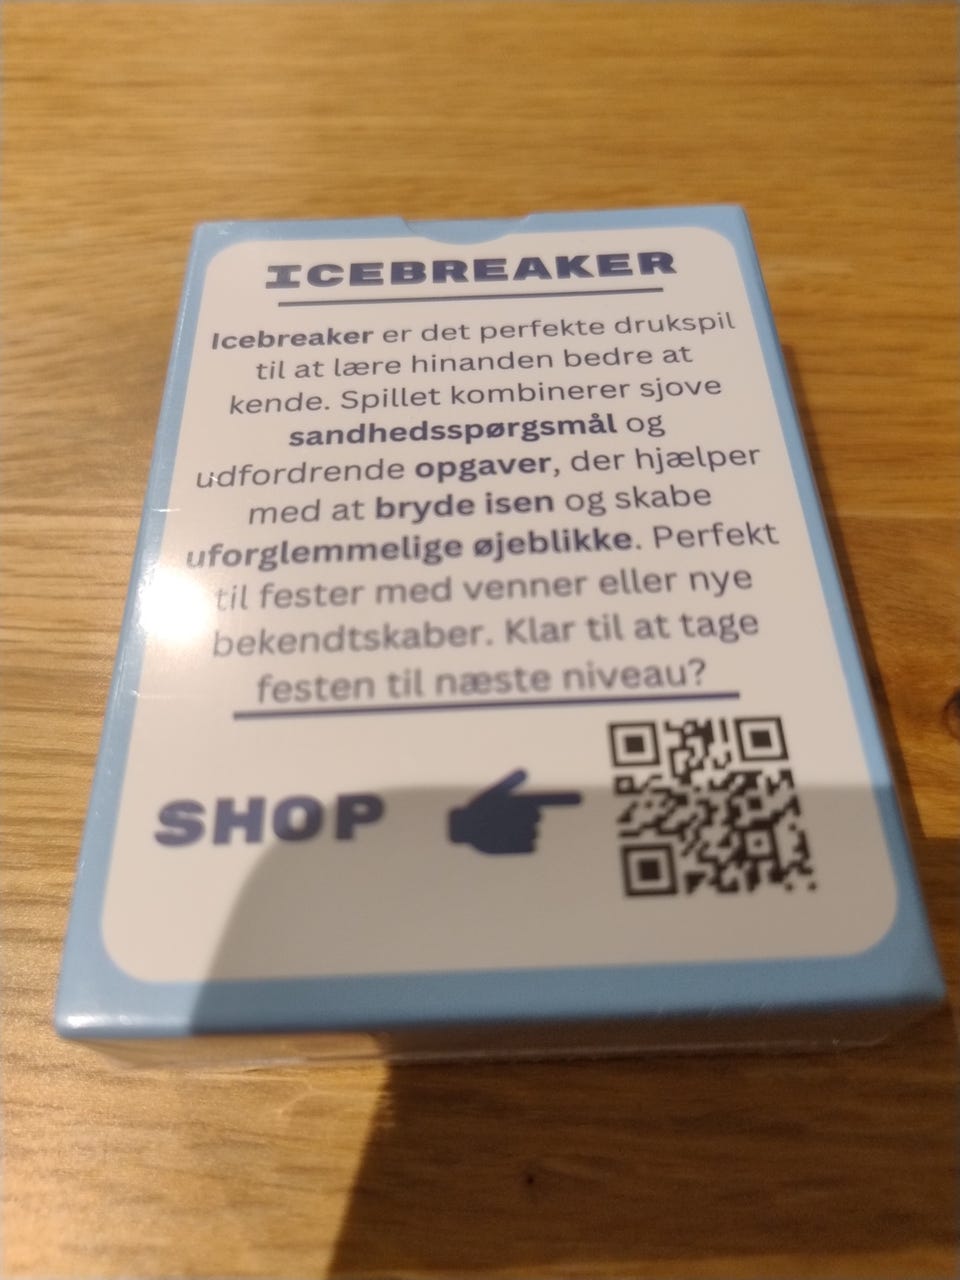 ICEBREAKER
Icebreaker er det perfekte drukspil
til at lære hinanden bedre at
kende. Spillet kombinerer sjove
sandhedsspørgsmål og
udfordrende opgaver, der hjælper
med at bryde isen og skabe
uforglemmelige øjeblikke. Perfekt
til fester med venner eller nye
bekendtskaber. Klar til at tage
festen til næste niveau?
SHOP